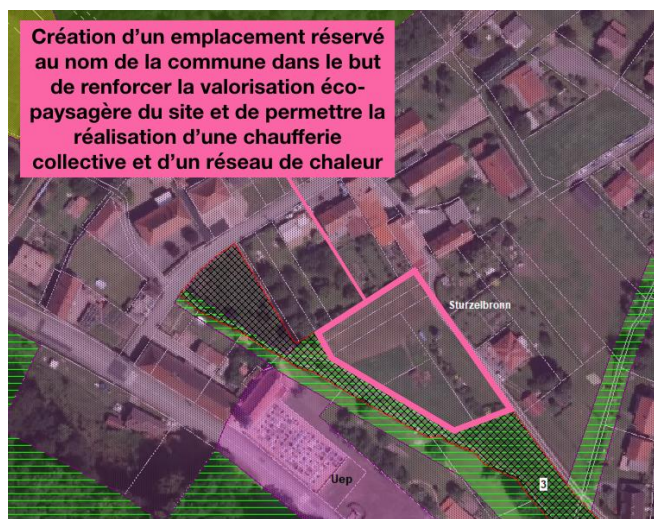 Création d'un emplacement réservé
au nom de la commune dans le but
de renforcer la valorisation éco-
paysagère du site et de permettre la
réalisation d'une chaufferie
collective et d'un réseau de chaleur
Sturzelbronn
Uep
3